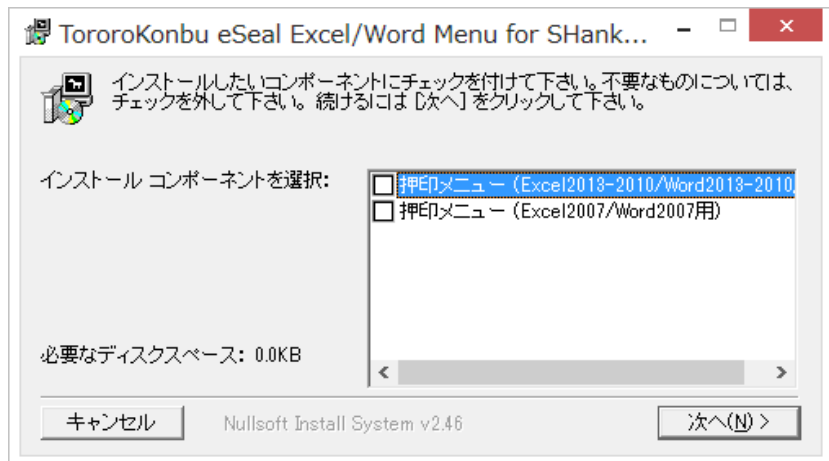 TororoKonbu eSeal Excel/Word Menu for SHank...
インストールしたいコンポーネントにチェックを付けて下さい。不要なものについては、
チェックを外して下さい。続けるには [次へ] をクリックして下さい。
インストール コンポーネントを選択:
押印メニュー (Excel2013-2010/Word2013-2010
押印メニュー (Excel2007/Word2007用)
必要なディスクスペース: 0.0KB
キャンセル
Nullsoft Install System v2.46
次へ(N) >